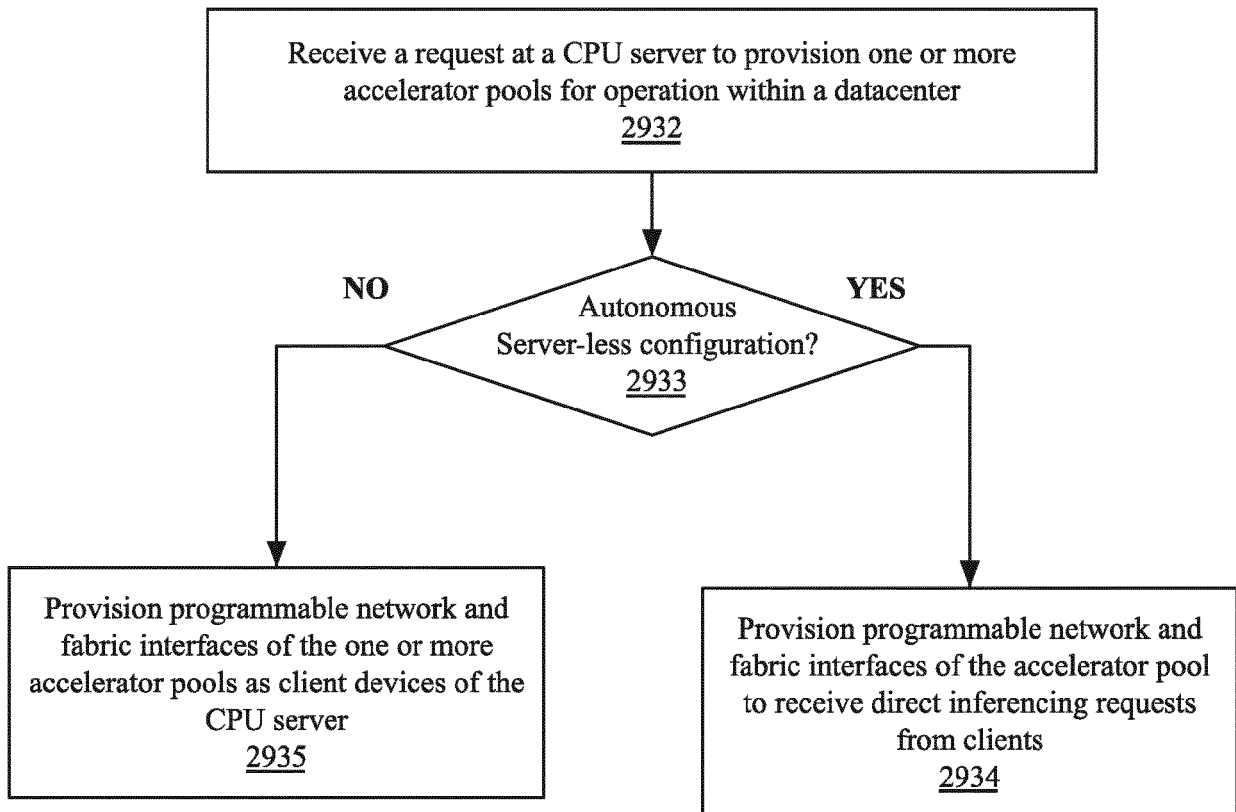 Receive a request at a CPU server to provision one or more
accelerator pools for operation within a datacenter
2932
NO
YES
Autonomous
Server-less configuration?
2933
Provision programmable network and
fabric interfaces of the one or more
accelerator pools as client devices of the
CPU server
2935
Provision programmable network and
fabric interfaces of the accelerator pool
to receive direct inferencing requests
from clients
2934